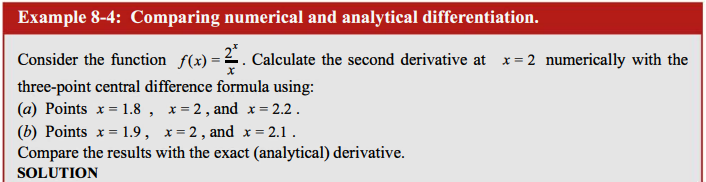 Example 8-4: Comparing numerical and analytical differentiation.
Consider the function f(x) = 2^x/x . Calculate the second derivative at x = 2 numerically with the
three-point central difference formula using:
(a) Points x = 1.8 , x = 2 , and x = 2.2 .
(b) Points x = 1.9 , x = 2 , and x = 2.1 .
Compare the results with the exact (analytical) derivative.
SOLUTION